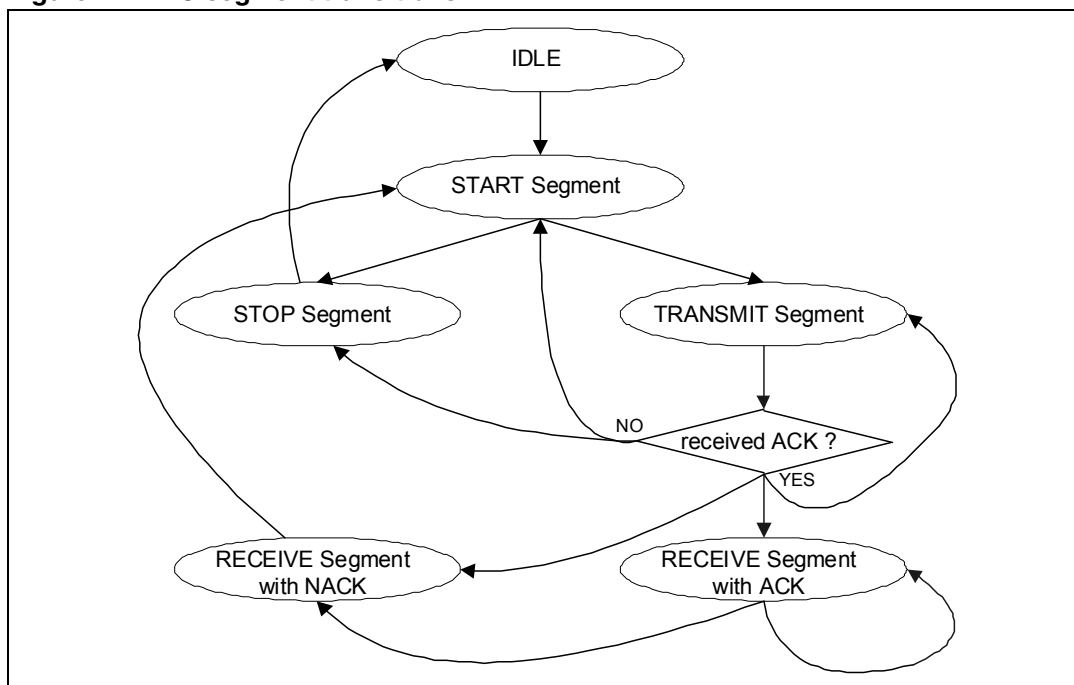 IDLE
START Segment
STOP Segment
TRANSMIT Segment
NO
received ACK ?
YES
RECEIVE Segment
with NACK
RECEIVE Segment
with ACK